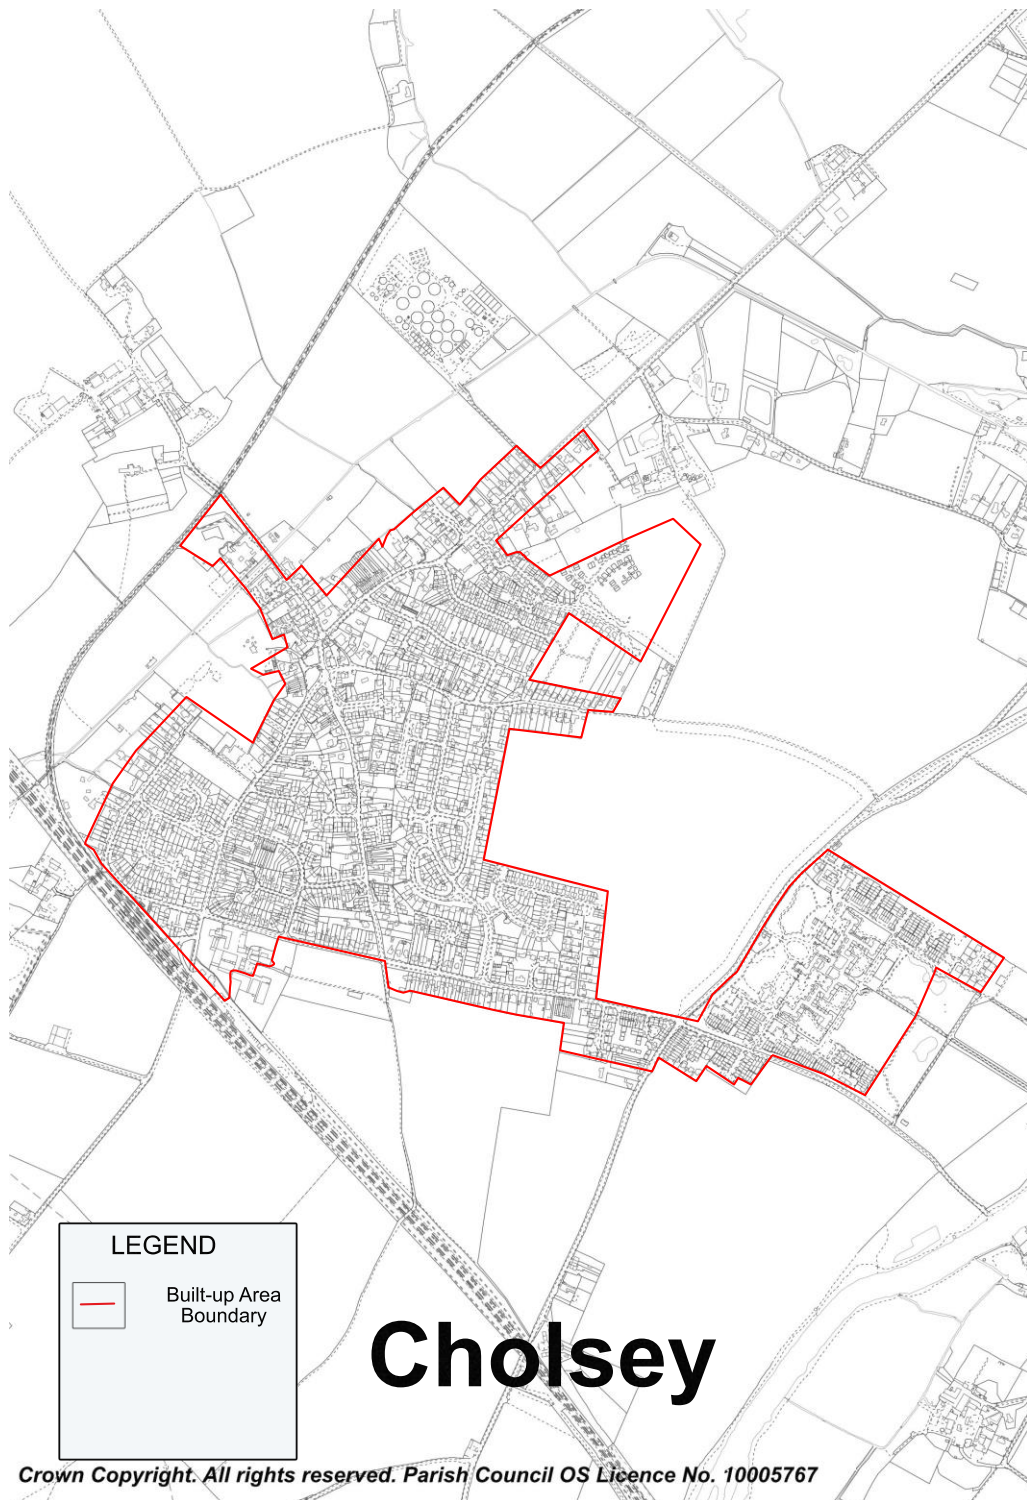 LEGEND
Built-up Area
Boundary
Cholsey
Crown Copyright. All rights reserved. Parish Council OS Licence No. 10005767